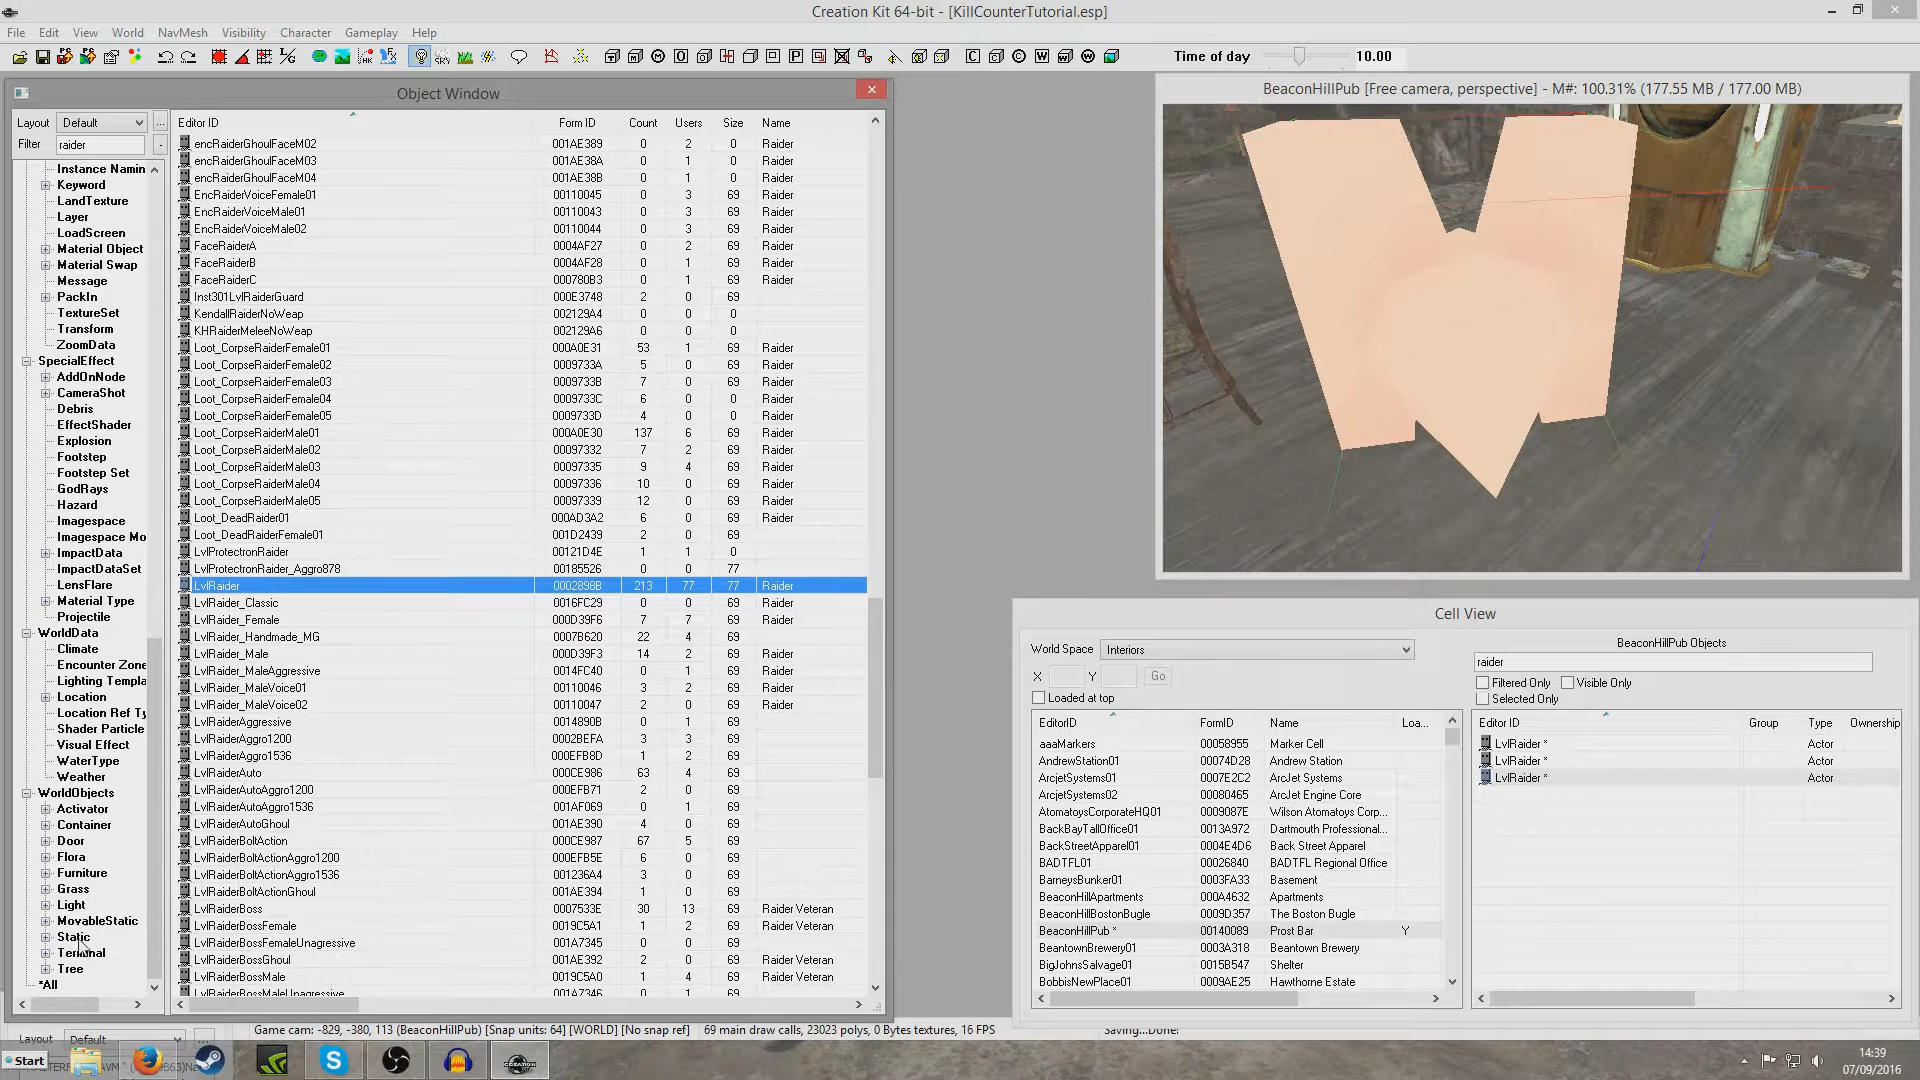 Creation Kit 64-bit - [KillCounterTutorial.esp]
File Edit View World NavMesh Visibility Character Gameplay Help
Time of day 10.00
Object Window
Layout Default ...
Filter raider
Instance Namin
Keyword
LandTexture
Layer
LoadScreen
Material Object
Material Swap
Message
PackIn
TextureSet
Transform
ZoomData
SpecialEffect
AddOnNode
CameraShot
Debris
EffectShader
Explosion
Footstep
Footstep Set
GodRays
Hazard
Imagespace
Imagespace Mo
ImpactData
ImpactDataSet
LensFlare
Material Type
Projectile
WorldData
Climate
Encounter Zone
Lighting Templa
Location
Location Ref Ty
Shader Particle
Visual Effect
WaterType
Weather
WorldObjects
Activator
Container
Door
Flora
Furniture
Grass
Light
MovableStatic
Static
Terminal
Tree
*All
Editor ID Form ID Count Users Size Name
encRaiderGhoulFaceM02 001AE389 0 2 0 Raider
encRaiderGhoulFaceM03 001AE38A 0 1 0 Raider
encRaiderGhoulFaceM04 001AE38B 0 1 0 Raider
EncRaiderVoiceFemale01 00110045 0 3 69 Raider
EncRaiderVoiceMale01 00110043 0 3 69 Raider
EncRaiderVoiceMale02 00110044 0 3 69 Raider
FaceRaiderA 0004AF27 0 2 69 Raider
FaceRaiderB 0004AF28 0 1 69 Raider
FaceRaiderC 000780B3 0 1 69 Raider
Inst301LvlRaiderGuard 000E3748 2 0 69
KendallRaiderNoWeap 002129A4 0 0 0
KHRaiderMeleeNoWeap 002129A6 0 0 0
Loot_CorpseRaiderFemale01 000A0E31 53 1 69 Raider
Loot_CorpseRaiderFemale02 0009733A 5 0 69 Raider
Loot_CorpseRaiderFemale03 0009733B 7 0 69 Raider
Loot_CorpseRaiderFemale04 0009733C 6 0 0 Raider
Loot_CorpseRaiderFemale05 0009733D 4 0 0 Raider
Loot_CorpseRaiderMale01 000A0E30 137 6 69 Raider
Loot_CorpseRaiderMale02 00097332 7 2 69 Raider
Loot_CorpseRaiderMale03 00097335 9 4 69 Raider
Loot_CorpseRaiderMale04 00097336 10 0 69 Raider
Loot_CorpseRaiderMale05 00097339 12 0 69 Raider
Loot_DeadRaider01 000AD3A2 6 0 69 Raider
Loot_DeadRaiderFemale01 001D2439 2 0 69
LvlProtectronRaider 00121D4E 1 1 0
LvlProtectronRaider_Aggro878 00185526 0 0 77
LvlRaider 0002898B 213 77 77 Raider
LvlRaider_Classic 0016FC29 0 0 69 Raider
LvlRaider_Female 000D39F6 7 7 69 Raider
LvlRaider_Handmade_MG 0007B620 22 4 69
LvlRaider_Male 000D39F3 14 2 69 Raider
LvlRaider_MaleAggressive 0014FC40 0 1 69 Raider
LvlRaider_MaleVoice01 00110046 3 2 69 Raider
LvlRaider_MaleVoice02 00110047 2 0 69 Raider
LvlRaiderAggressive 0014890B 0 1 69
LvlRaiderAggro1200 0002BEFA 3 3 69
LvlRaiderAggro1536 000EFB8D 1 2 69
LvlRaiderAuto 000CE986 63 4 69
LvlRaiderAutoAggro1200 000EFB71 2 0 69
LvlRaiderAutoAggro1536 001AF069 0 1 69
LvlRaiderAutoGhoul 001AE390 4 0 69
LvlRaiderBoltAction 000CE987 67 5 69
LvlRaiderBoltActionAggro1200 000EFB5E 6 0 69
LvlRaiderBoltActionAggro1536 001236A4 3 0 69
LvlRaiderBoltActionGhoul 001AE394 1 0 69
LvlRaiderBoss 0007533E 30 13 69 Raider Veteran
LvlRaiderBossFemale 0019C5A1 1 2 69 Raider Veteran
LvlRaiderBossFemaleUnagressive 001A7345 0 0 69
LvlRaiderBossGhoul 001AE392 2 0 69 Raider Veteran
LvlRaiderBossMale 0019C5A0 1 4 69 Raider Veteran
LvlRaiderBossMaleUnagressive 001A7346 0 1 69
BeaconHillPub [Free camera, perspective] - M#: 100.31% (177.55 MB / 177.00 MB)
Cell View
World Space Interiors
X Y Go
Loaded at top
EditorID FormID Name Loa...
aaaMarkers 00058955 Marker Cell
AndrewStation01 00074D28 Andrew Station
ArcjetSystems01 0007E2C2 ArcJet Systems
ArcjetSystems02 00080465 ArcJet Engine Core
AtomatoysCorporateHQ01 0009087E Wilson Atomatoys Corp...
BackBayTallOffice01 0013A972 Dartmouth Professional...
BackStreetApparel01 0004E4D6 Back Street Apparel
BADTFL01 00026840 BADTFL Regional Office
BarneysBunker01 0003FA33 Basement
BeaconHillApartments 000A4632 Apartments
BeaconHillBostonBugle 0009D357 The Boston Bugle
BeaconHillPub * 00140089 Prost Bar Y
BeantownBrewery01 0003A318 Beantown Brewery
BigJohnsSalvage01 0015B547 Shelter
BobbisNewPlace01 0009AE25 Hawthorne Estate
BeaconHillPub Objects
raider
Filtered Only Visible Only
Selected Only
Editor ID Group Type Ownership
LvlRaider * Actor
LvlRaider * Actor
LvlRaider * Actor
Layout Default
Game cam: -829, -380, 113 (BeaconHillPub) [Snap units: 64] [WORLD] [No snap ref] 69 main draw calls, 23023 polys, 0 Bytes textures, 16 FPS
Saving...Done!
Start
14:39
07/09/2016